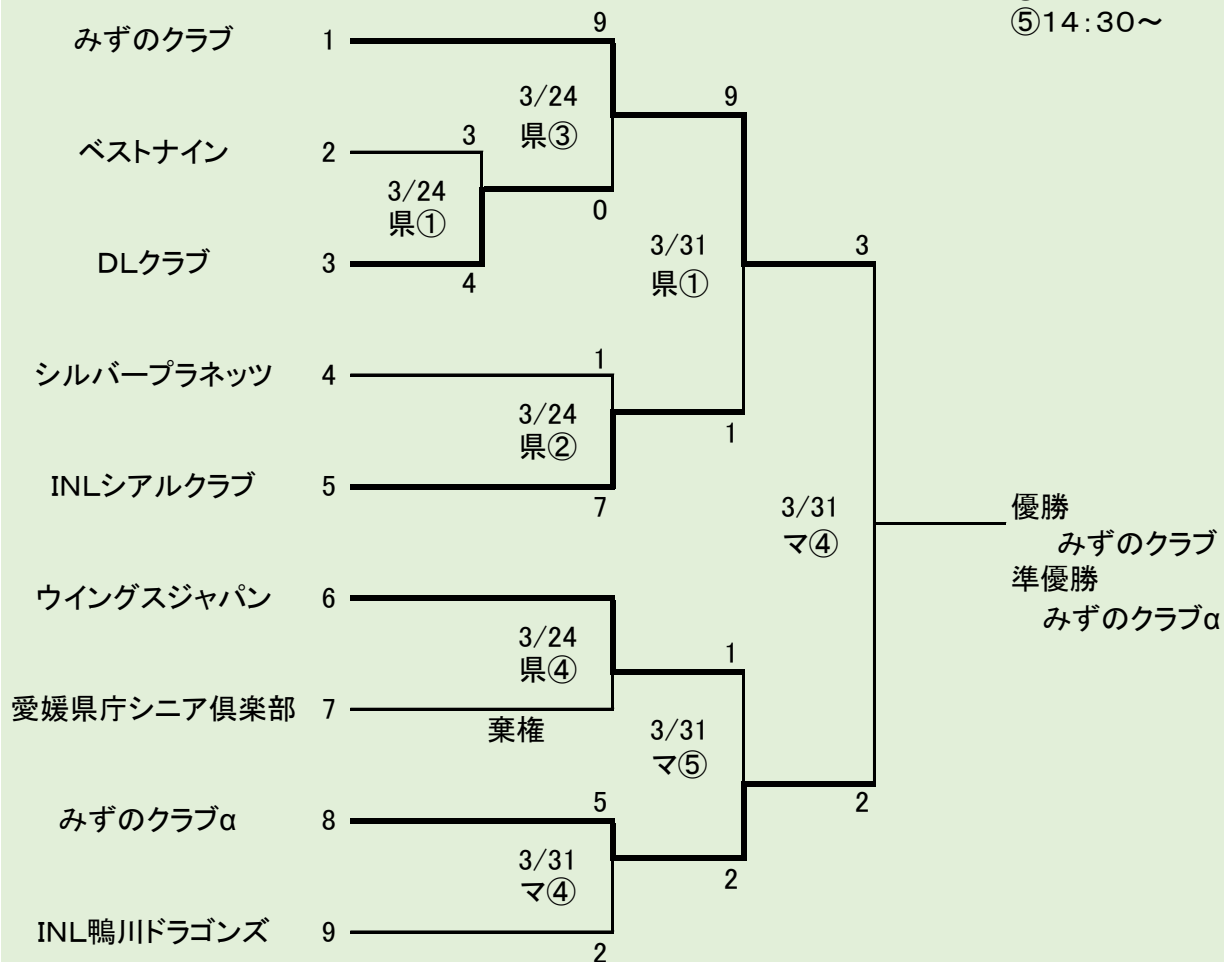 ⑤14:30～
みずのクラブ 1
9
3/24
県③
9
ベストナイン 2
3
3/24
県①
0
DLクラブ 3
4
3/31
県①
3
シルバープラネッツ 4
1
3/24
県②
1
INLシアルクラブ 5
7
3/31
マ④
優勝
みずのクラブ
準優勝
みずのクラブα
ウイングスジャパン 6
3/24
県④
1
愛媛県庁シニア倶楽部 7
棄権
3/31
マ⑤
みずのクラブα 8
5
2
3/31
マ④
2
INL鴨川ドラゴンズ 9
2